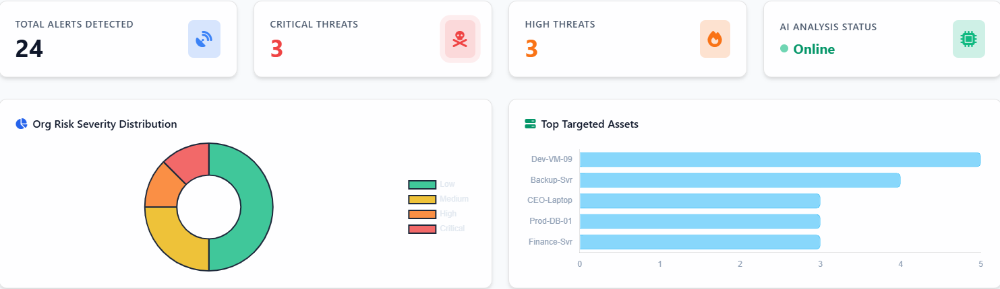 TOTAL ALERTS DETECTED
24
CRITICAL THREATS
3
HIGH THREATS
3
AI ANALYSIS STATUS
Online
Org Risk Severity Distribution
Low
Medium
High
Critical
Top Targeted Assets
Dev-VM-09
Backup-Svr
CEO-Laptop
Prod-DB-01
Finance-Svr
0 1 2 3 4 5